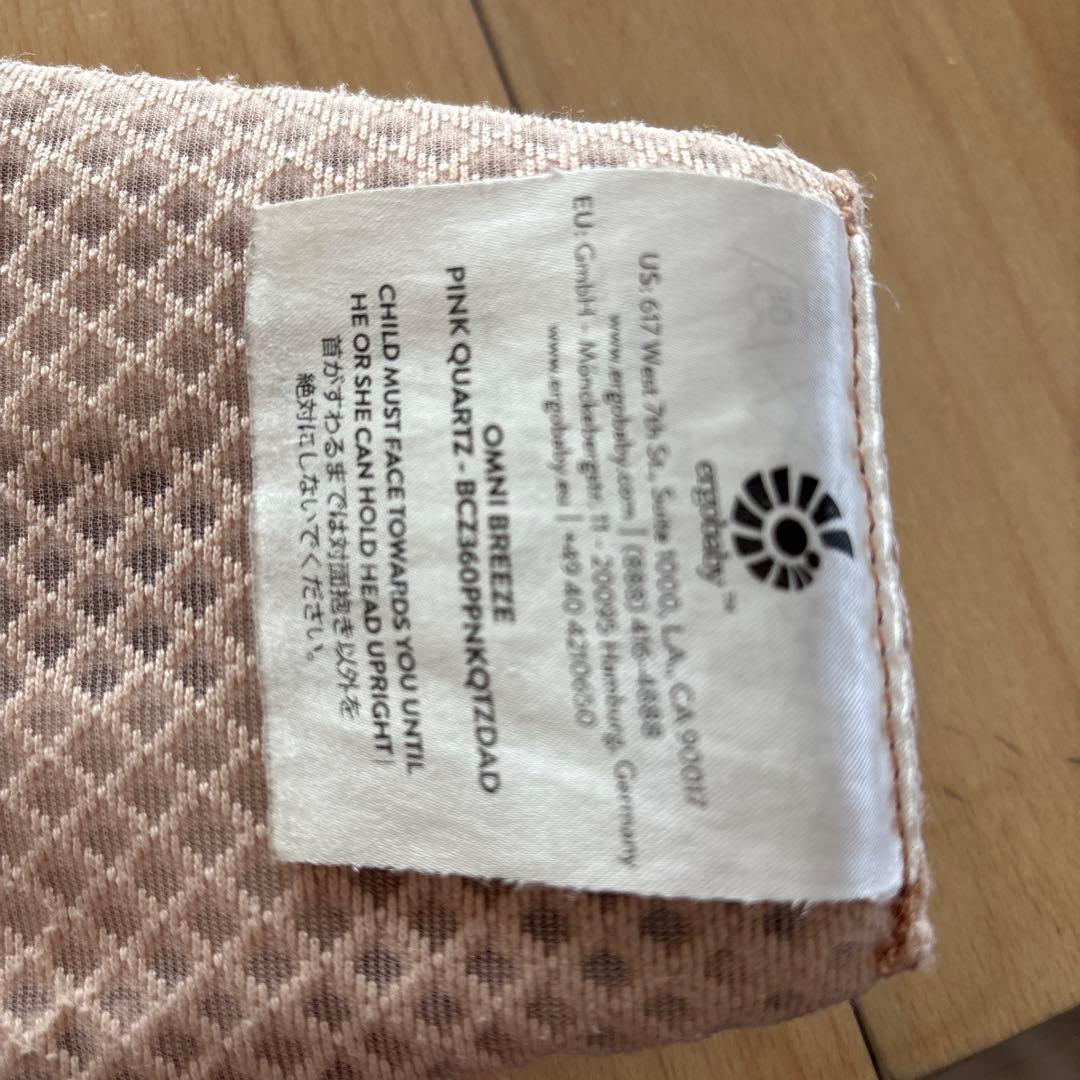 ergobaby™
US: 617 West 7th St., Suite 1000, L.A. CA 90017
www.ergobaby.com | (888) 416-4888
EU: GmbH - Mönckebergstr. 11 - 20095 Hamburg, Germany
www.ergobaby.eu | +49 40 4210650
OMNI BREEZE
PINK QUARTZ - BCZ360PPNKQTZDAD
CHILD MUST FACE TOWARDS YOU UNTIL
HE OR SHE CAN HOLD HEAD UPRIGHT!
首がすわるまでは対面抱き以外を
絶対にしないでください。